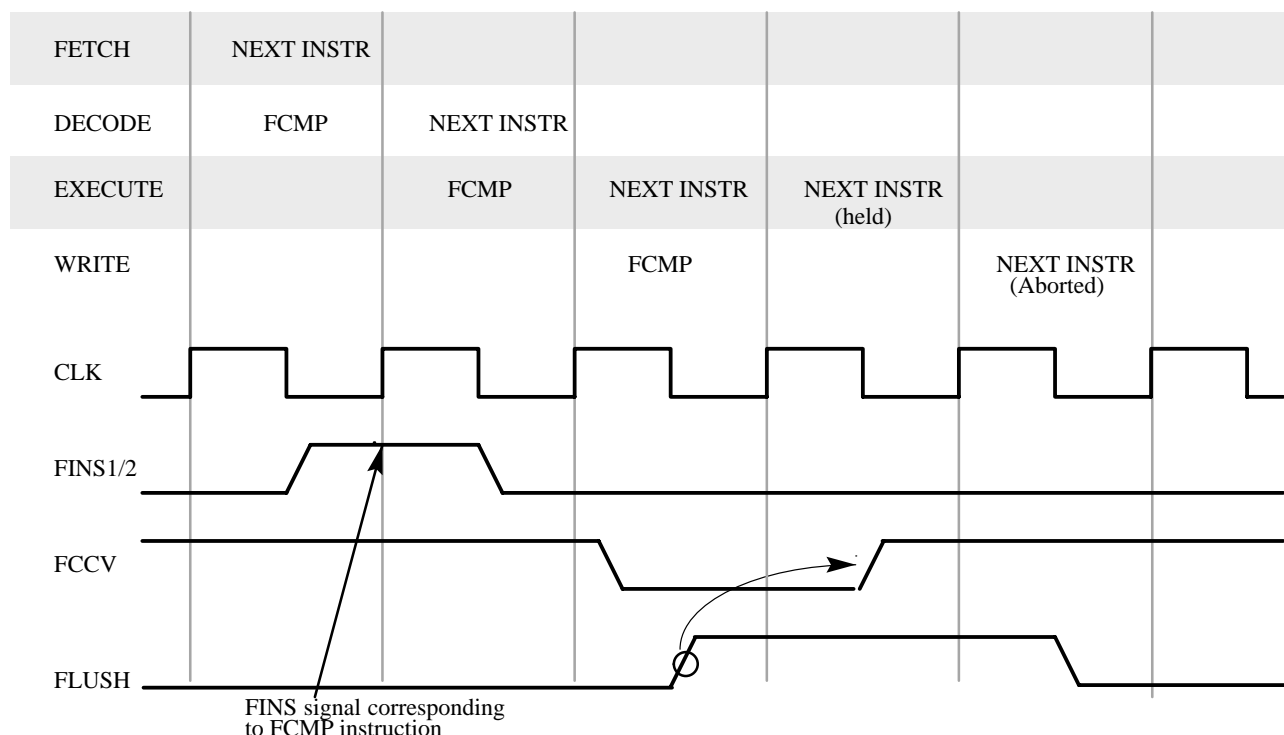 FETCH NEXT INSTR
DECODE FCMP NEXT INSTR
EXECUTE FCMP NEXT INSTR NEXT INSTR
(held)
WRITE FCMP NEXT INSTR
(Aborted)
CLK
FINS1/2
FCCV
FLUSH
FINS signal corresponding
to FCMP instruction